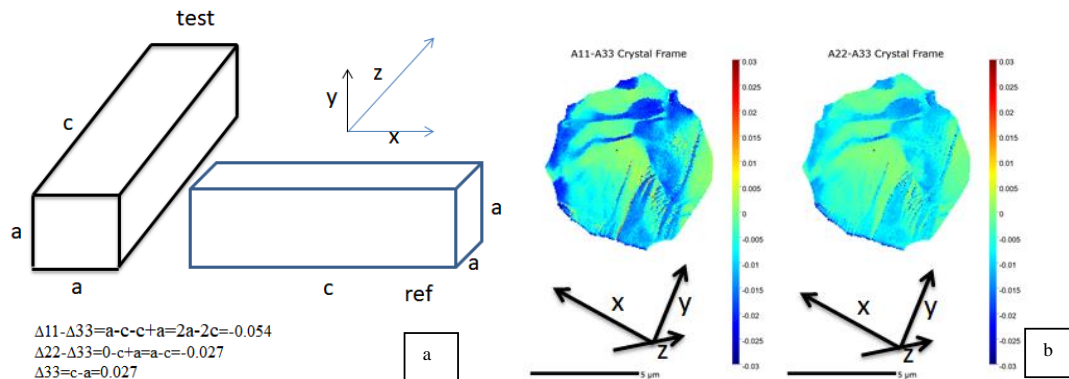 test
z
y
x
c
a
a
a
a
c
ref
Δ11-Δ33=a-c-c+a=2a-2c=-0.054
Δ22-Δ33=0-c+a=a-c=-0.027
Δ33=c-a=0.027
a
A11-A33 Crystal Frame
0.03
0.025
0.02
0.015
0.01
0.005
0
-0.005
-0.01
-0.015
-0.02
-0.025
-0.03
x
y
z
5 μm
A22-A33 Crystal Frame
0.03
0.025
0.02
0.015
0.01
0.005
0
-0.005
-0.01
-0.015
-0.02
-0.025
-0.03
x
y
z
5 μm
b